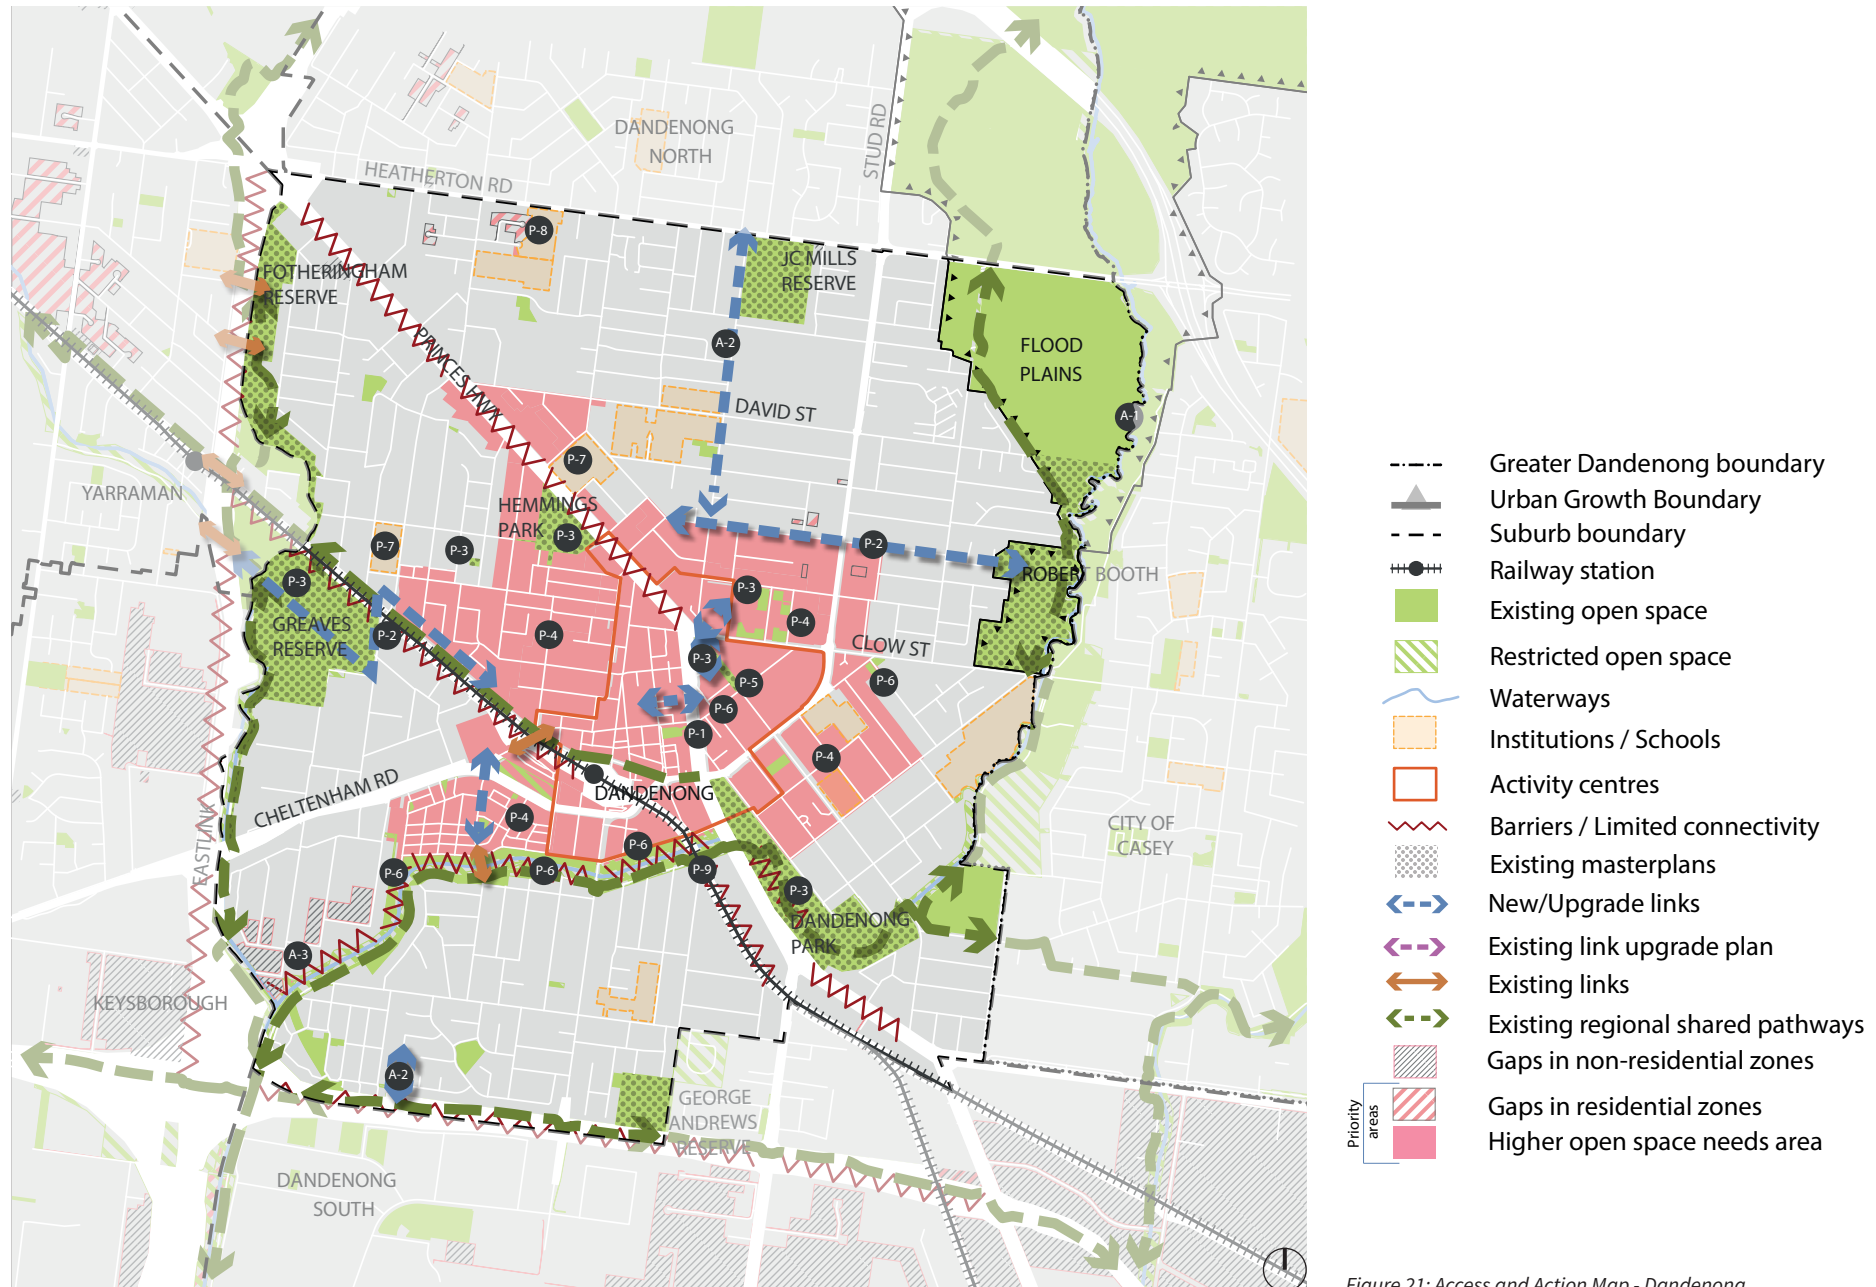 DANDENONG
NORTH
STUD RD
HEATHERTON RD
P-8
FOTHERINGHAM
RESERVE
JC MILLS
RESERVE
PRINCES HWY
A-2
FLOOD
PLAINS
DAVID ST
A-1
P-7
YARRAMAN
HEMMINGS
PARK
P-3
P-7
P-3
P-2
ROBERT BOOTH
P-3
GREAVES
RESERVE
P-2
P-4
P-3
P-4
CLOW ST
P-3
P-5
P-6
P-6
P-1
P-4
CHELTENHAM RD
DANDENONG
EASTLINK
P-4
P-6
P-6
P-6
P-9
P-3
DANDENONG
PARK
CITY OF
CASEY
A-3
KEYSBOROUGH
A-2
GEORGE
ANDREWS
RESERVE
DANDENONG
SOUTH
Greater Dandenong boundary
Urban Growth Boundary
Suburb boundary
Railway station
Existing open space
Restricted open space
Waterways
Institutions / Schools
Activity centres
Barriers / Limited connectivity
Existing masterplans
New/Upgrade links
Existing link upgrade plan
Existing links
Existing regional shared pathways
Gaps in non-residential zones
Priority
areas
Gaps in residential zones
Higher open space needs area
Figure 21: Access and Action Map - Dandenong